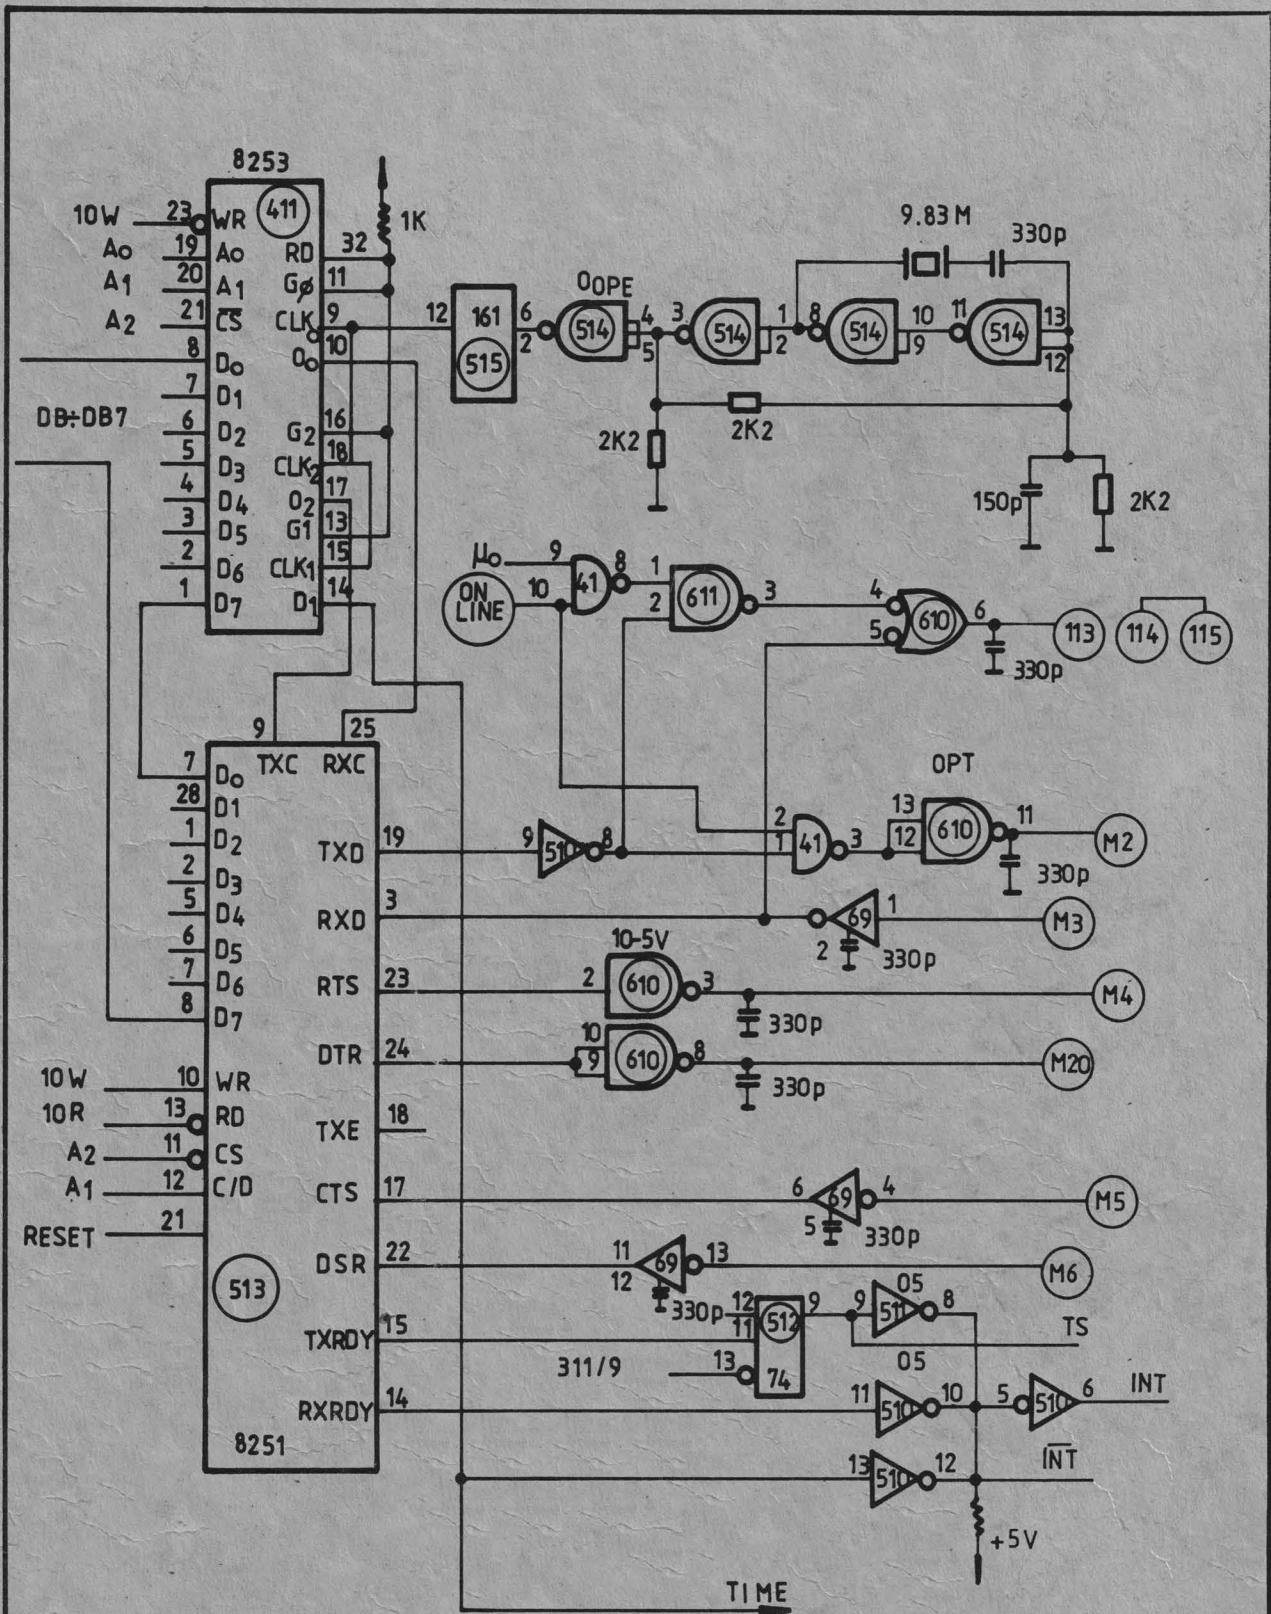 8253
411
10W 23 WR
1K
A0 19 A0 RD 32
A1 20 A1 GØ 11
A2 21 CS CLK0 9
10
8 D0 O0
7 D1
DB÷DB7
6 D2 G2 16
5 D3 CLK2 18
4 D4 O2 17
3 D5 G1 13
2 D6 CLK1 15
1 D7 D1 14
12 161 6
515 2
OOPE
514 4
5
3 514 1
2
8 514 10
9
11 514 13
12
9.83 M
330p
2K2
2K2
150p
2K2
μ0 9
ON LINE 10
41 8
1
2 611 3
4
5 610 6
330p
113
114
115
9 25
TXC RXC
7 D0
28 D1
1 D2
2 D3
5 D4
6 D5
7 D6
8 D7
10W 10 WR
10R 13 RD
A2 11 CS
A1 12 C/D
RESET 21
513
8251
TXD 19
9 510 8
2
1 41 3
OPT
13
12 610 11
330p
M2
RXD 3
69 1
2 330p
M3
10-5V
RTS 23
2 610 3
330p
M4
DTR 24
10
9 610 8
330p
M20
TXE 18
CTS 17
6 69 4
5 330p
M5
DSR 22
11 69 13
12 330p
M6
TXRDY 15
12
11
512 9
311/9 13 74
05
9 511 8
TS
05
RXRDY 14
11 510 10
5 510 6
INT
13 510 12
INT
+5V
TIME